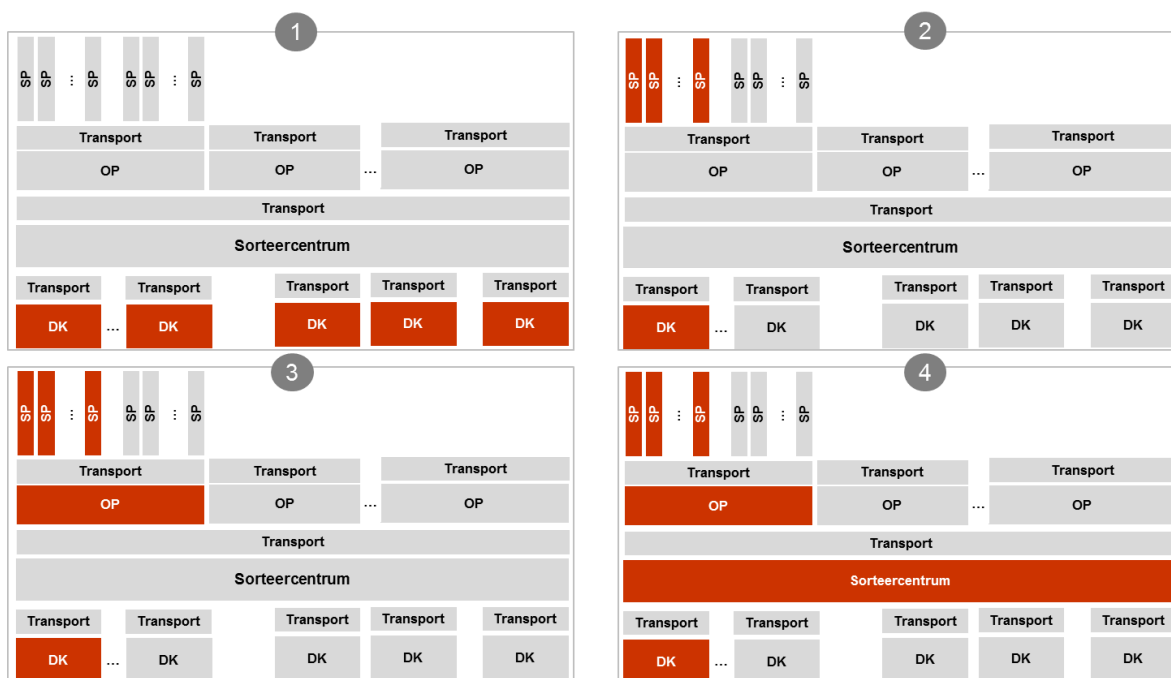 1
SP SP ... SP SP SP ... SP
Transport Transport Transport
OP OP ... OP
Transport
Sorteercentrum
Transport Transport Transport Transport Transport
DK ... DK DK DK DK
2
SP SP ... SP SP SP ... SP
Transport Transport Transport
OP OP ... OP
Transport
Sorteercentrum
Transport Transport Transport Transport Transport
DK ... DK DK DK DK
3
SP SP ... SP SP SP ... SP
Transport Transport Transport
OP OP ... OP
Transport
Sorteercentrum
Transport Transport Transport Transport Transport
DK ... DK DK DK DK
4
SP SP ... SP SP SP ... SP
Transport Transport Transport
OP OP ... OP
Transport
Sorteercentrum
Transport Transport Transport Transport Transport
DK ... DK DK DK DK